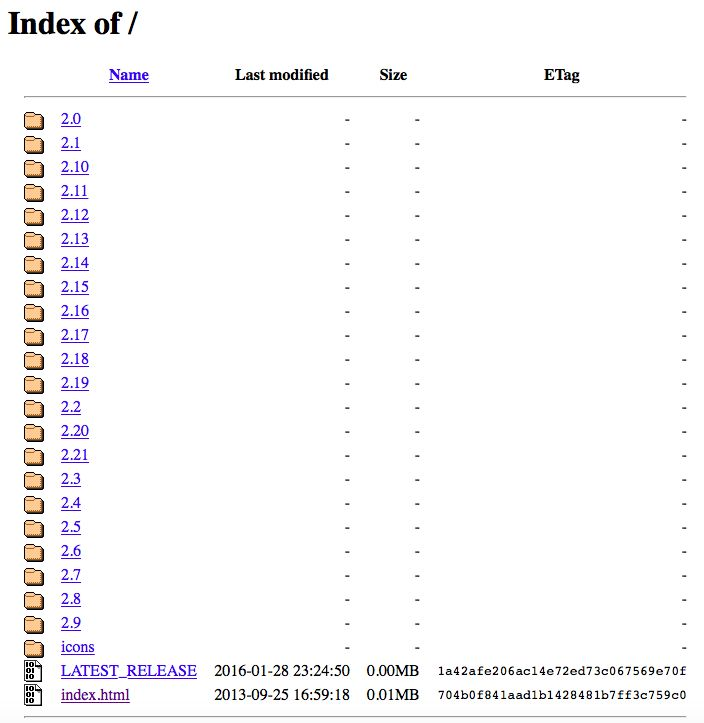 Index of /
Name Last modified Size ETag
2.0 - - -
2.1 - - -
2.10 - - -
2.11 - - -
2.12 - - -
2.13 - - -
2.14 - - -
2.15 - - -
2.16 - - -
2.17 - - -
2.18 - - -
2.19 - - -
2.2 - - -
2.20 - - -
2.21 - - -
2.3 - - -
2.4 - - -
2.5 - - -
2.6 - - -
2.7 - - -
2.8 - - -
2.9 - - -
icons - - -
LATEST_RELEASE 2016-01-28 23:24:50 0.00MB 1a42afe206ac14e72ed73c067569e70f
index.html 2013-09-25 16:59:18 0.01MB 704b0f841aad1b1428481b7ff3c759c0